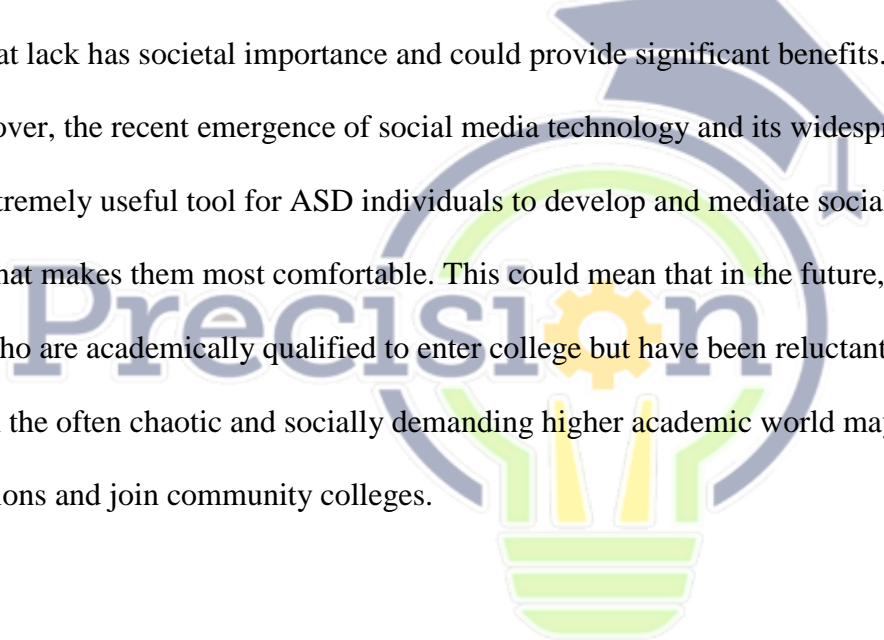 at lack has societal importance and could provide significant benefits.
over, the recent emergence of social media technology and its widespr
tremely useful tool for ASD individuals to develop and mediate social
hat makes them most comfortable. This could mean that in the future,
Precision
ho are academically qualified to enter college but have been reluctant
the often chaotic and socially demanding higher academic world may
ions and join community colleges.